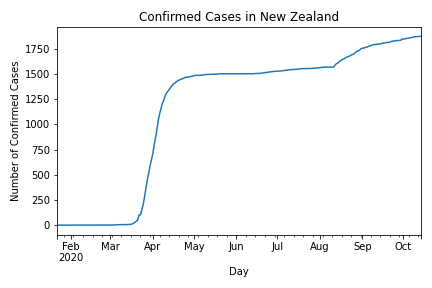 Confirmed Cases in New Zealand
Number of Confirmed Cases
1750
1500
1250
1000
750
500
250
0
Feb Mar Apr May Jun Jul Aug Sep Oct
2020
Day